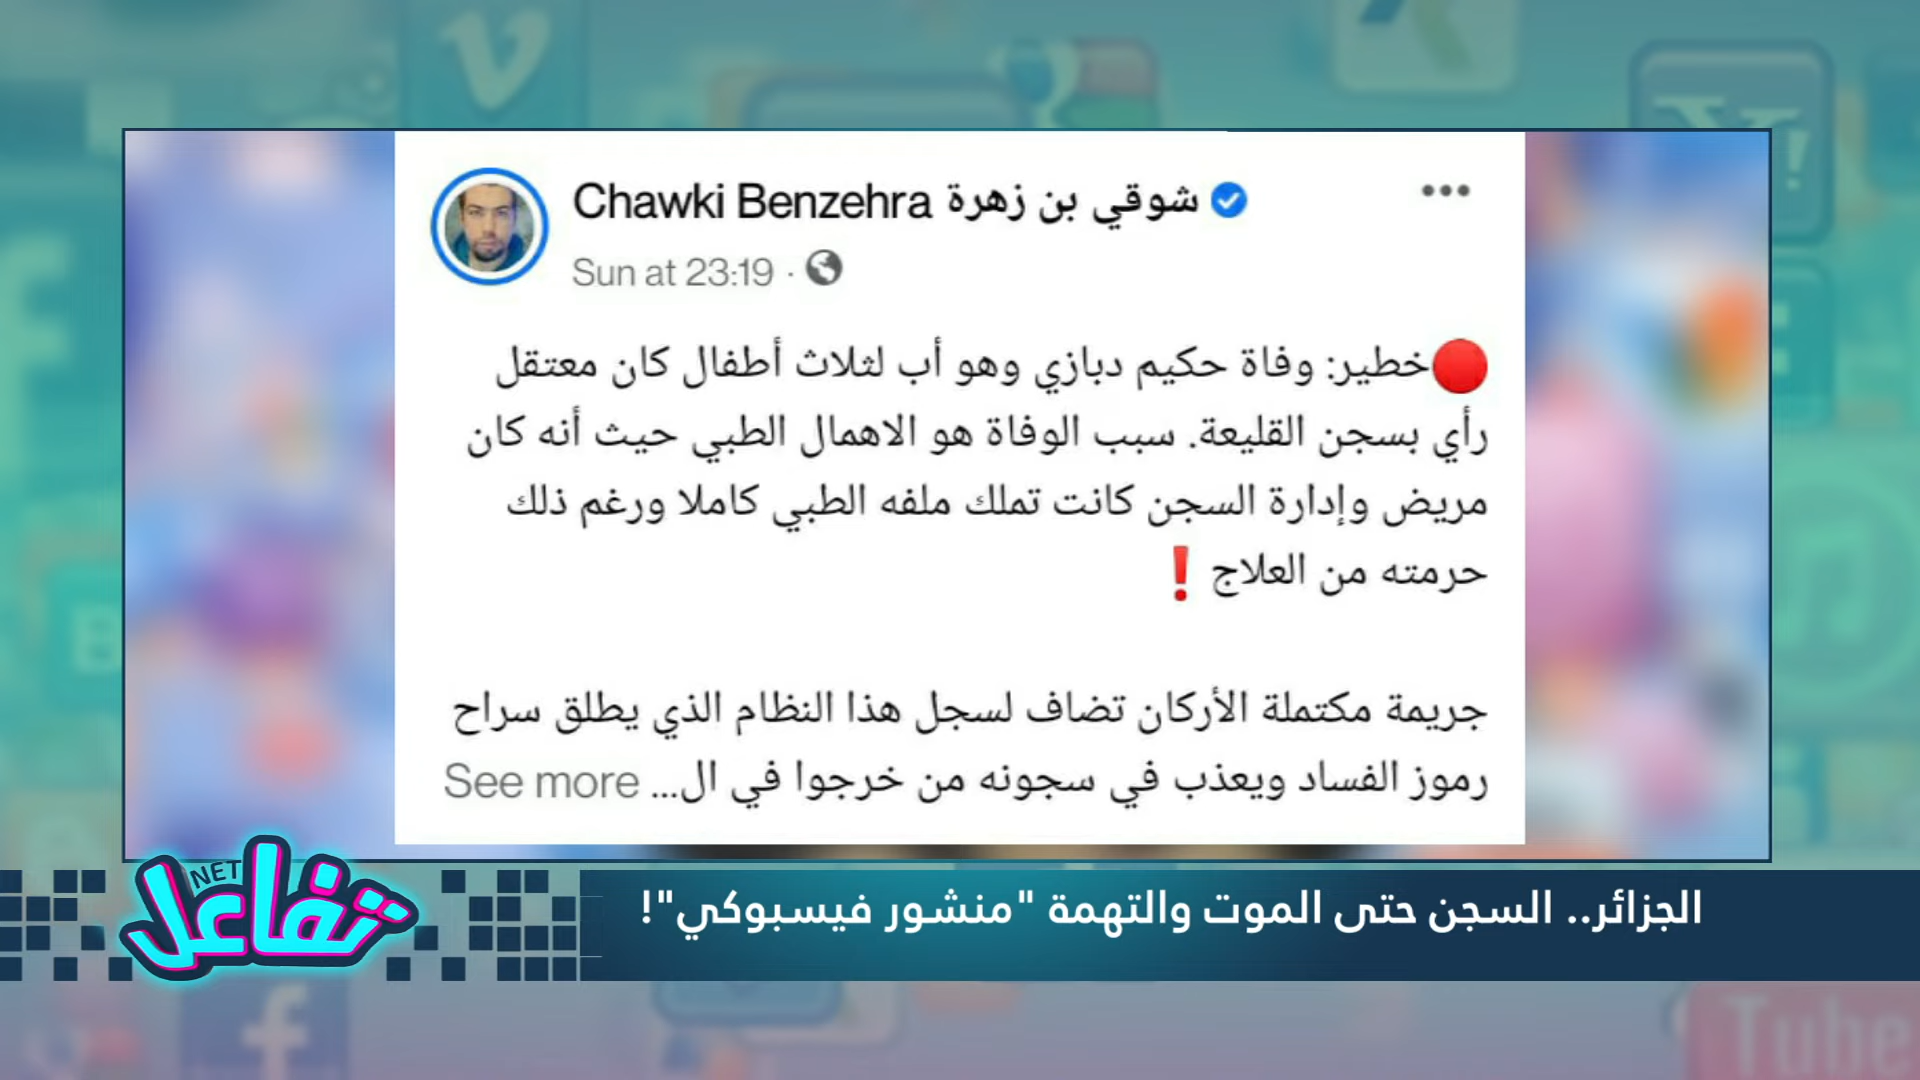 Chawki Benzehra شوقي بن زهرة
Sun at 23:19 ·
خطير: وفاة حكيم دبازي وهو أب لثلاث أطفال كان معتقل
رأي بسجن القليعة. سبب الوفاة هو الاهمال الطبي حيث أنه كان
مريض وإدارة السجن كانت تملك ملفه الطبي كاملا ورغم ذلك
حرمته من العلاج❗
جريمة مكتملة الأركان تضاف لسجل هذا النظام الذي يطلق سراح
رموز الفساد ويعذب في سجونه من خرجوا في ال... See more
تفاعل NET
الجزائر.. السجن حتى الموت والتهمة "منشور فيسبوكي"!
Tube